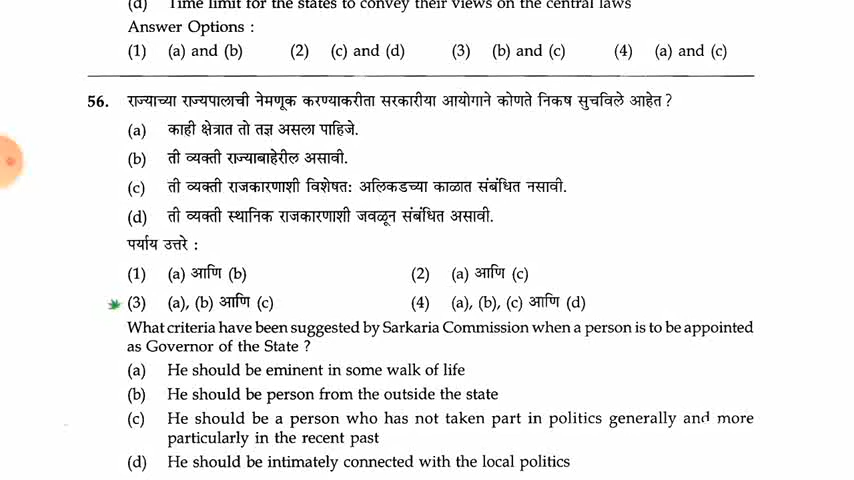 (d) Time limit for the states to convey their views on the central laws
Answer Options :
(1) (a) and (b) (2) (c) and (d) (3) (b) and (c) (4) (a) and (c)
56. राज्याच्या राज्यपालाची नेमणूक करण्याकरीता सरकारीया आयोगाने कोणते निकष सुचविले आहेत ?
(a) काही क्षेत्रात तो तज्ञ असला पाहिजे.
(b) ती व्यक्ती राज्याबाहेरील असावी.
(c) ती व्यक्ती राजकारणाशी विशेषतः अलिकडच्या काळात संबंधित नसावी.
(d) ती व्यक्ती स्थानिक राजकारणाशी जवळून संबंधित असावी.
पर्याय उत्तरे :
(1) (a) आणि (b) (2) (a) आणि (c)
(3) (a), (b) आणि (c) (4) (a), (b), (c) आणि (d)
What criteria have been suggested by Sarkaria Commission when a person is to be appointed
as Governor of the State ?
(a) He should be eminent in some walk of life
(b) He should be person from the outside the state
(c) He should be a person who has not taken part in politics generally and more
particularly in the recent past
(d) He should be intimately connected with the local politics